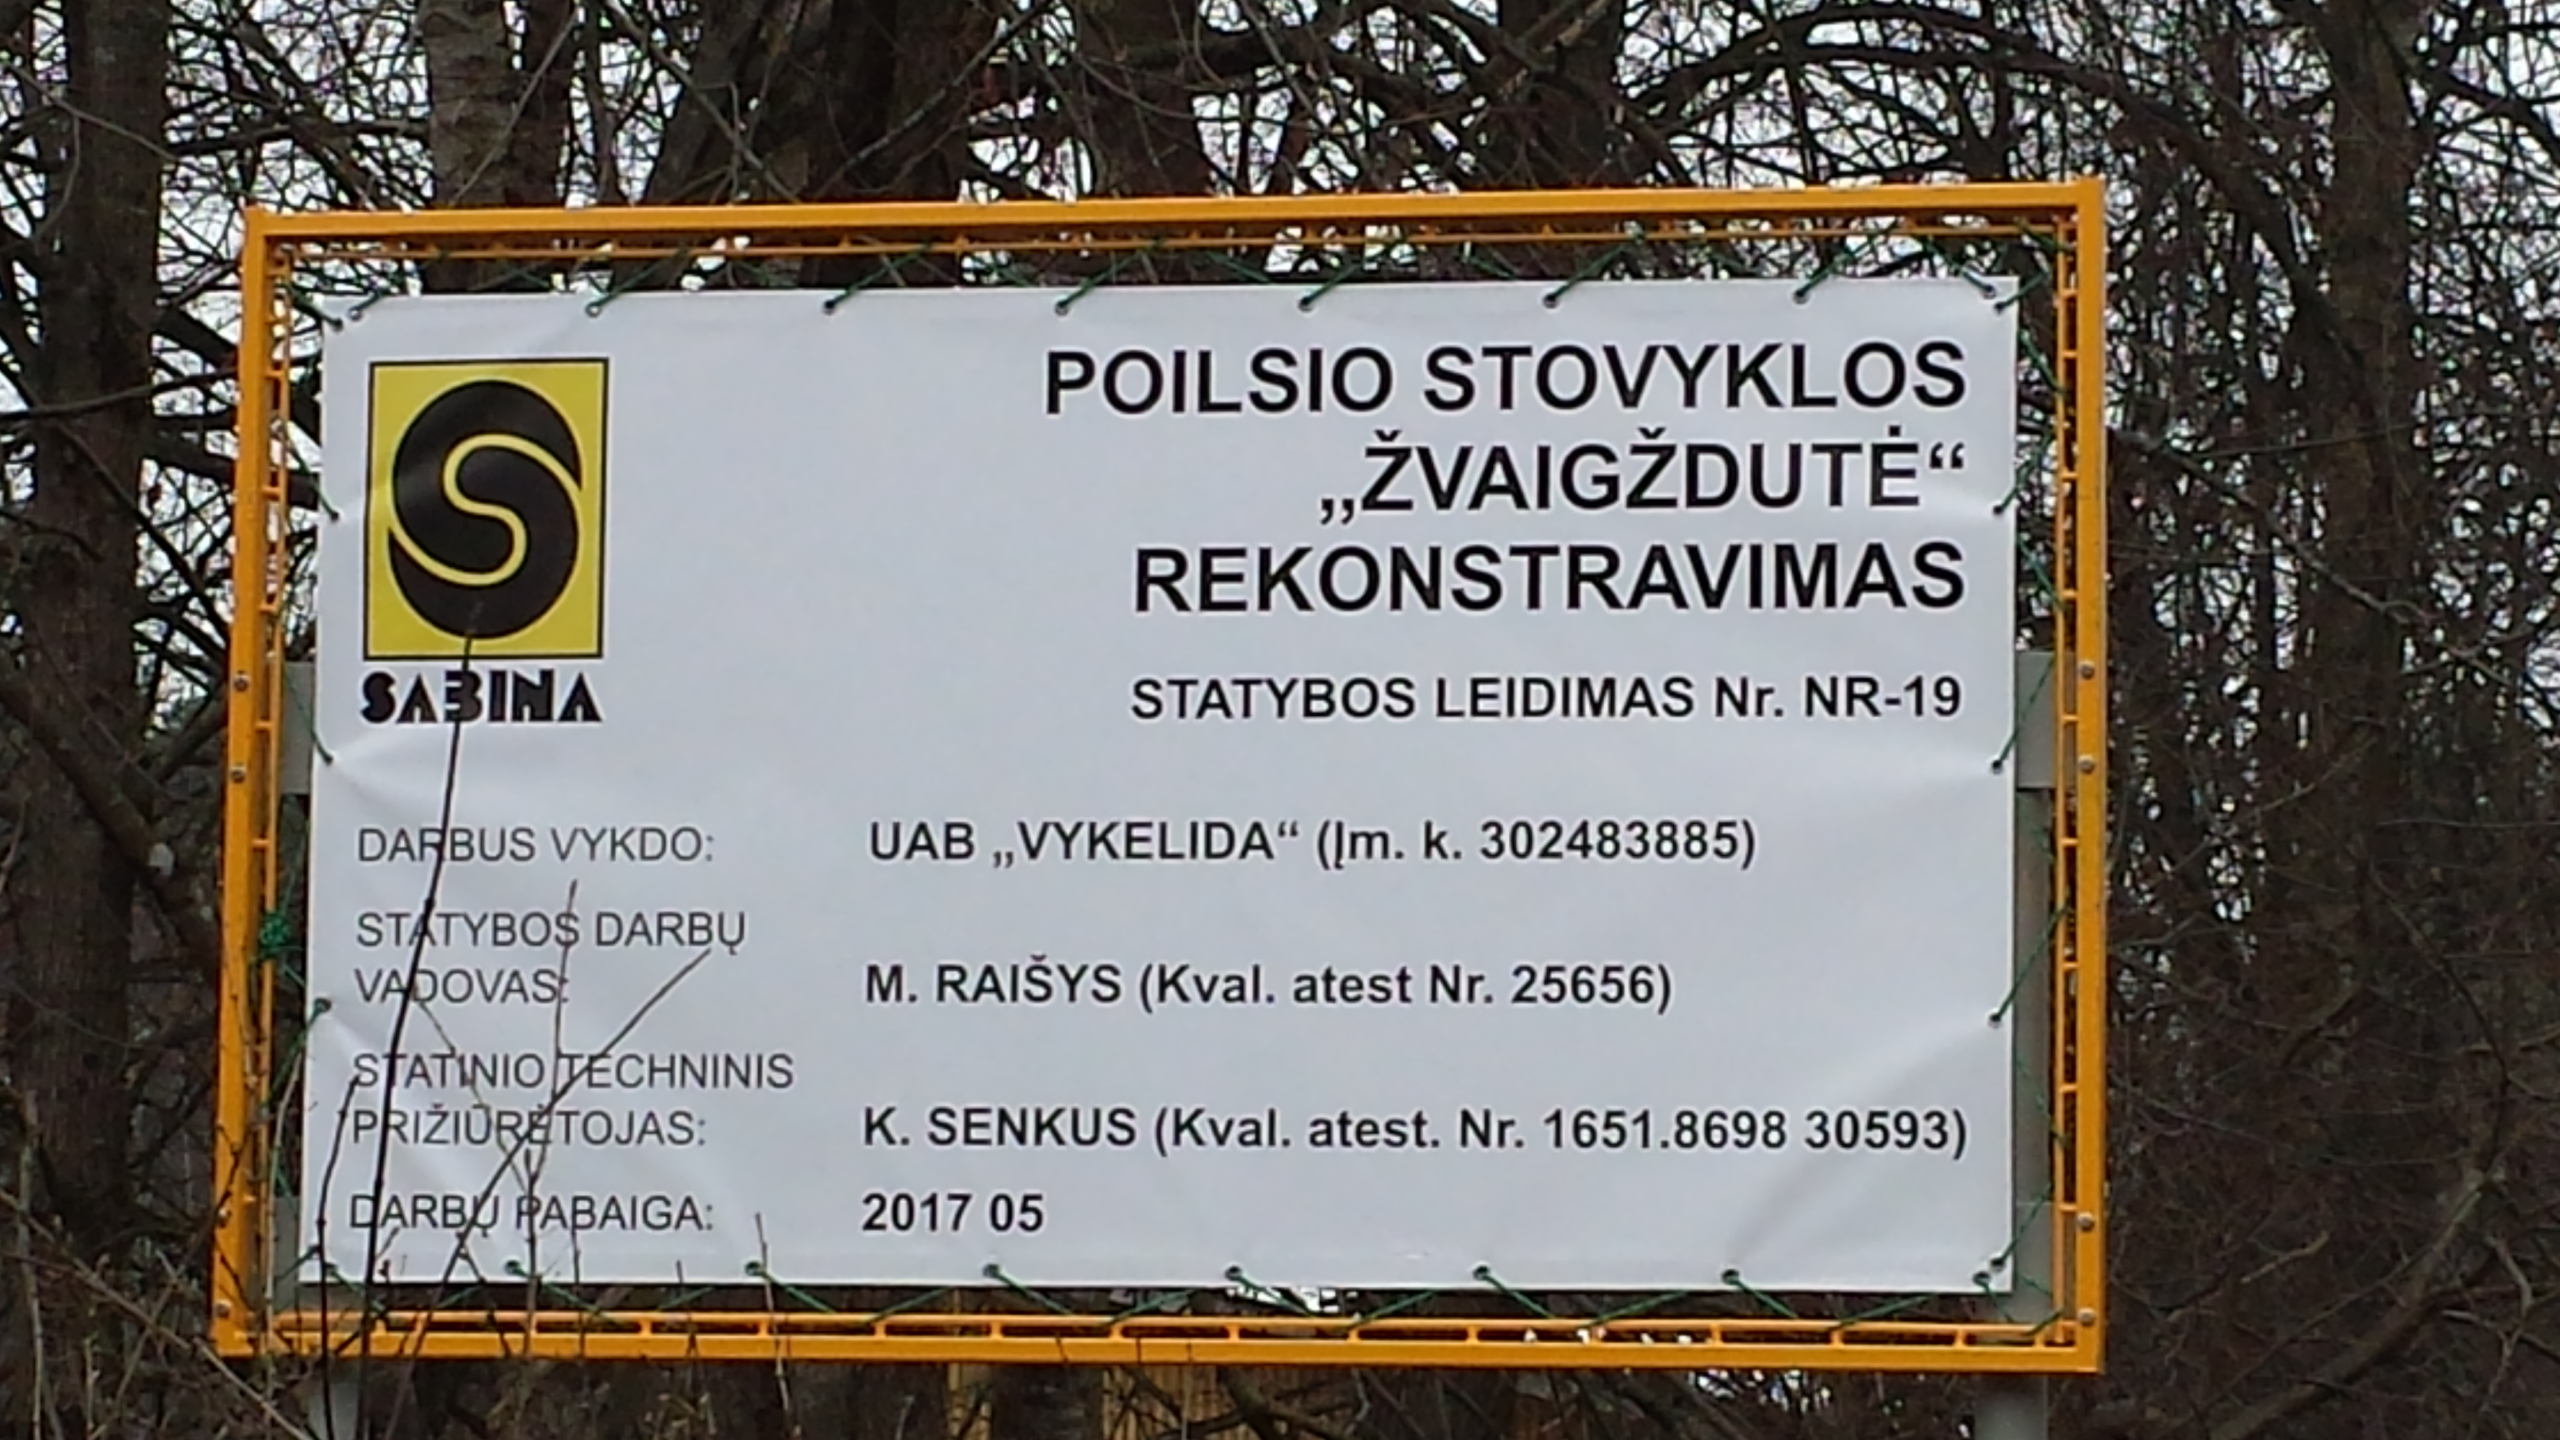 SABINA
POILSIO STOVYKLOS
„ŽVAIGŽDUTĖ“
REKONSTRAVIMAS
STATYBOS LEIDIMAS Nr. NR-19
DARBUS VYKDO: UAB „VYKELIDA“ (Įm. k. 302483885)
STATYBOS DARBŲ
VADOVAS: M. RAIŠYS (Kval. atest Nr. 25656)
STATINIO TECHNINIS
PRIŽIŪRĖTOJAS: K. SENKUS (Kval. atest. Nr. 1651.8698 30593)
DARBŲ PABAIGA: 2017 05